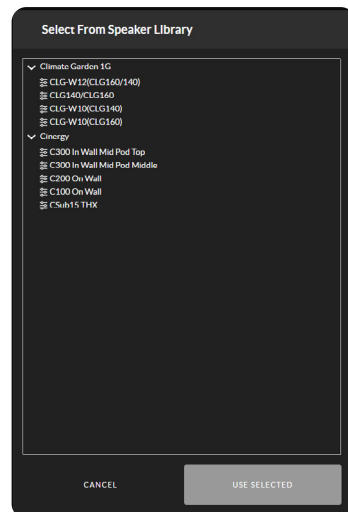 Select From Speaker Library
Climate Garden 1G
CLG-W12(CLG160/140)
CLG140/CLG160
CLG-W10(CLG140)
CLG-W10(CLG160)
Cinergy
C300 In Wall Mid Pod Top
C300 In Wall Mid Pod Middle
C200 On Wall
C100 On Wall
CSub15 THX
CANCEL
USE SELECTED